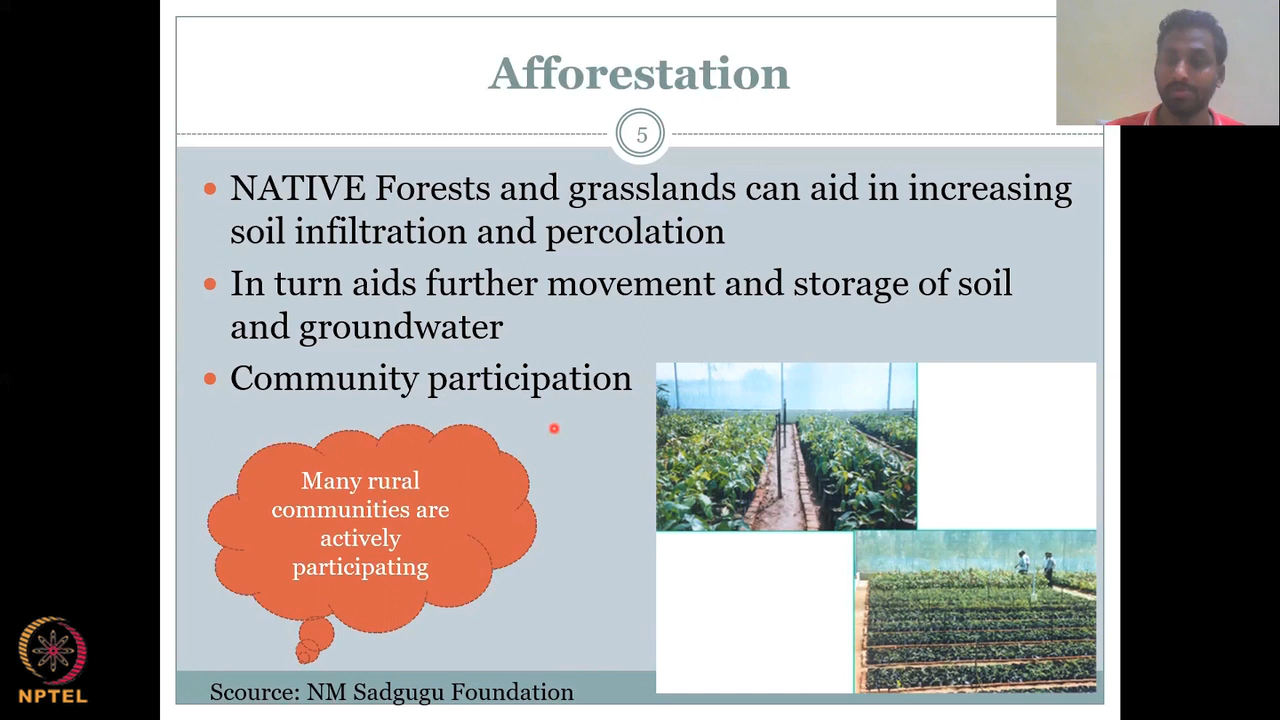 Afforestation
5
NATIVE Forests and grasslands can aid in increasing
soil infiltration and percolation
In turn aids further movement and storage of soil
and groundwater
Community participation
Many rural
communities are
actively
participating
Scource: NM Sadgugu Foundation
NPTEL